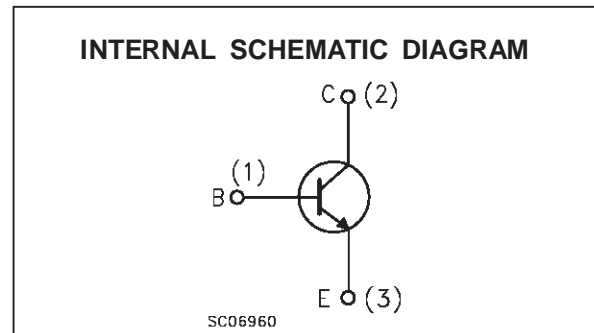 INTERNAL SCHEMATIC DIAGRAM
C (2)
(1)
B
E (3)
SC06960